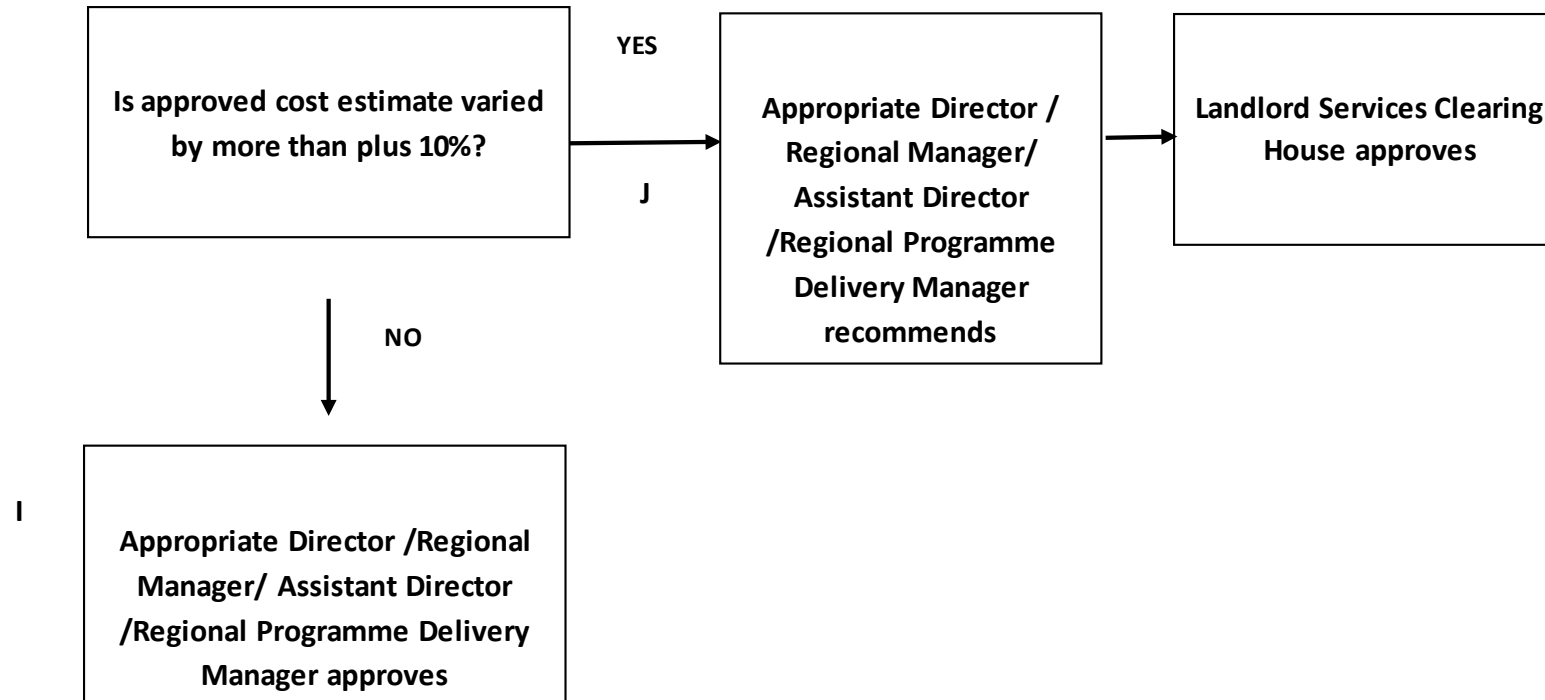 Is approved cost estimate varied
by more than plus 10%?
YES
J
Appropriate Director /
Regional Manager/
Assistant Director
/Regional Programme
Delivery Manager
recommends
Landlord Services Clearing
House approves
NO
I
Appropriate Director /Regional
Manager/ Assistant Director
/Regional Programme Delivery
Manager approves